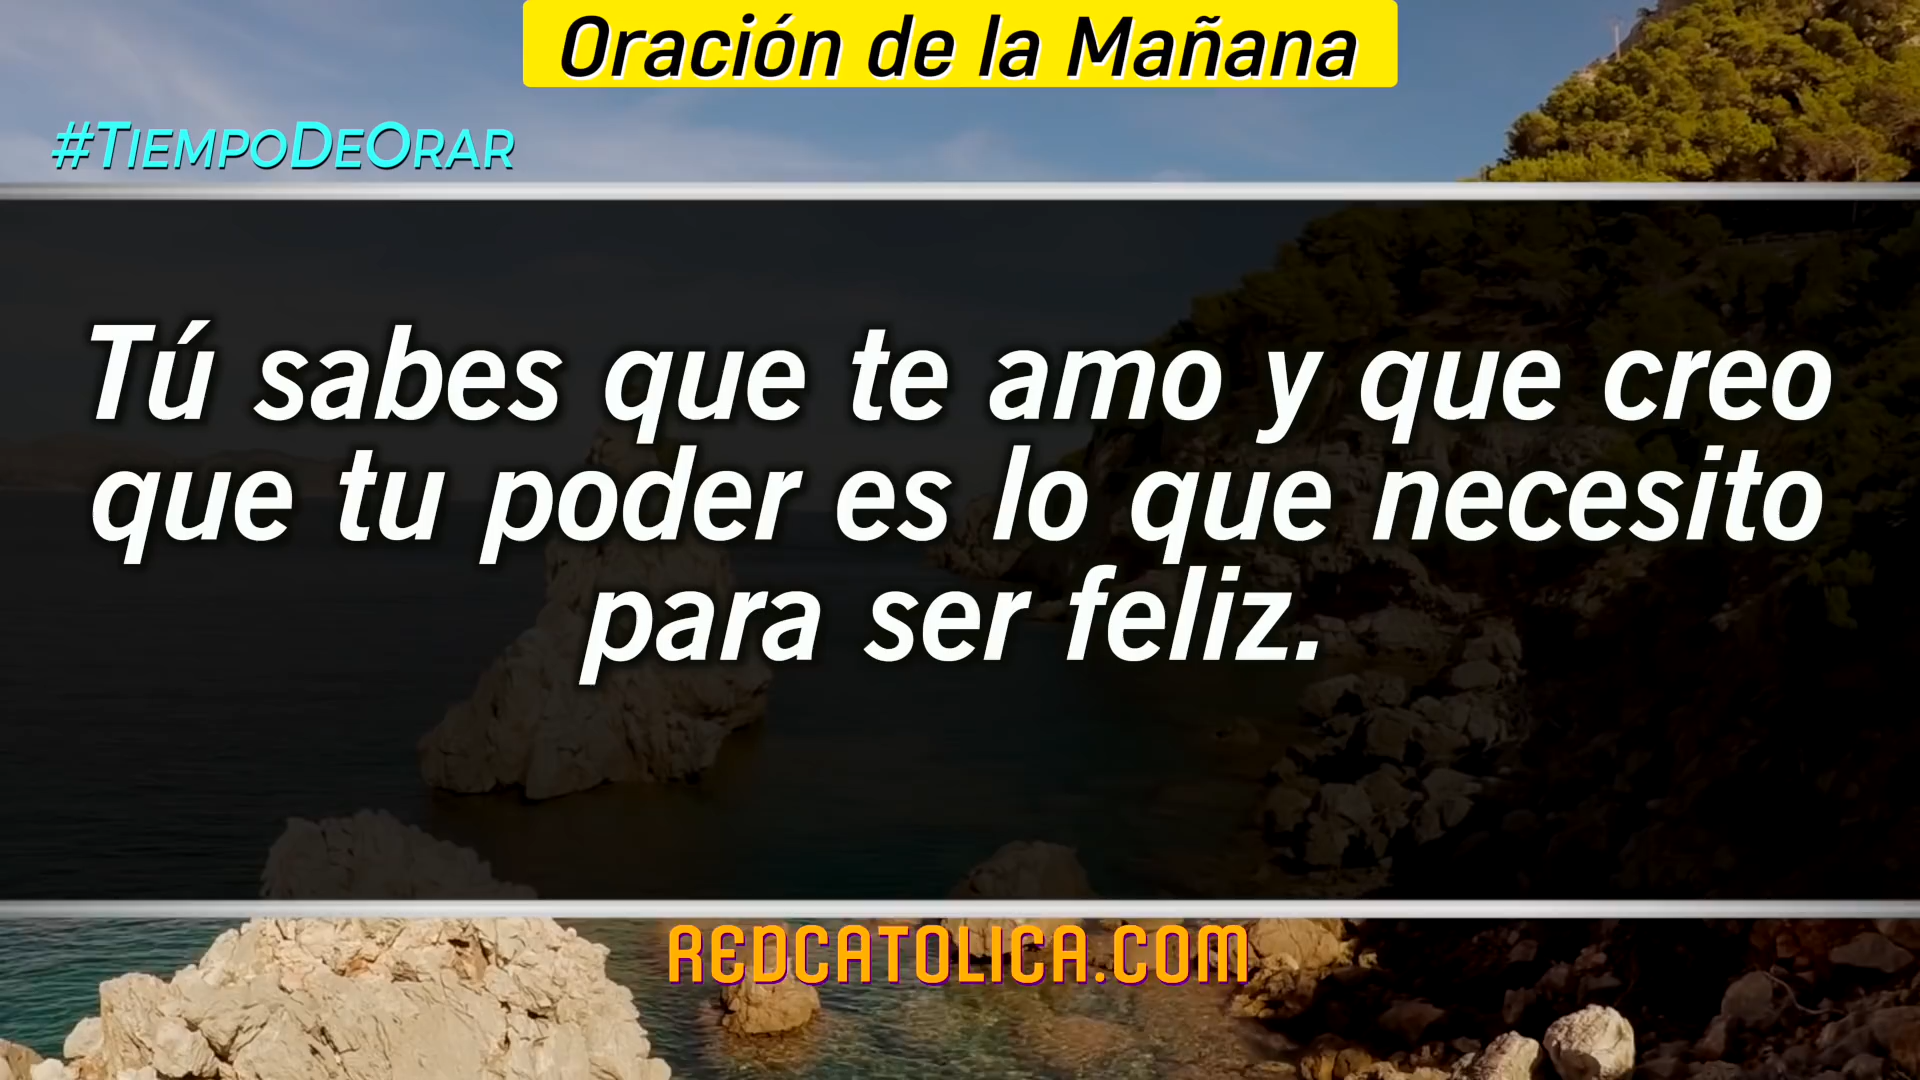 Oración de la Mañana
#TIEMPODEORAR
Tú sabes que te amo y que creo
que tu poder es lo que necesito
para ser feliz.
REDCATOLICA.COM